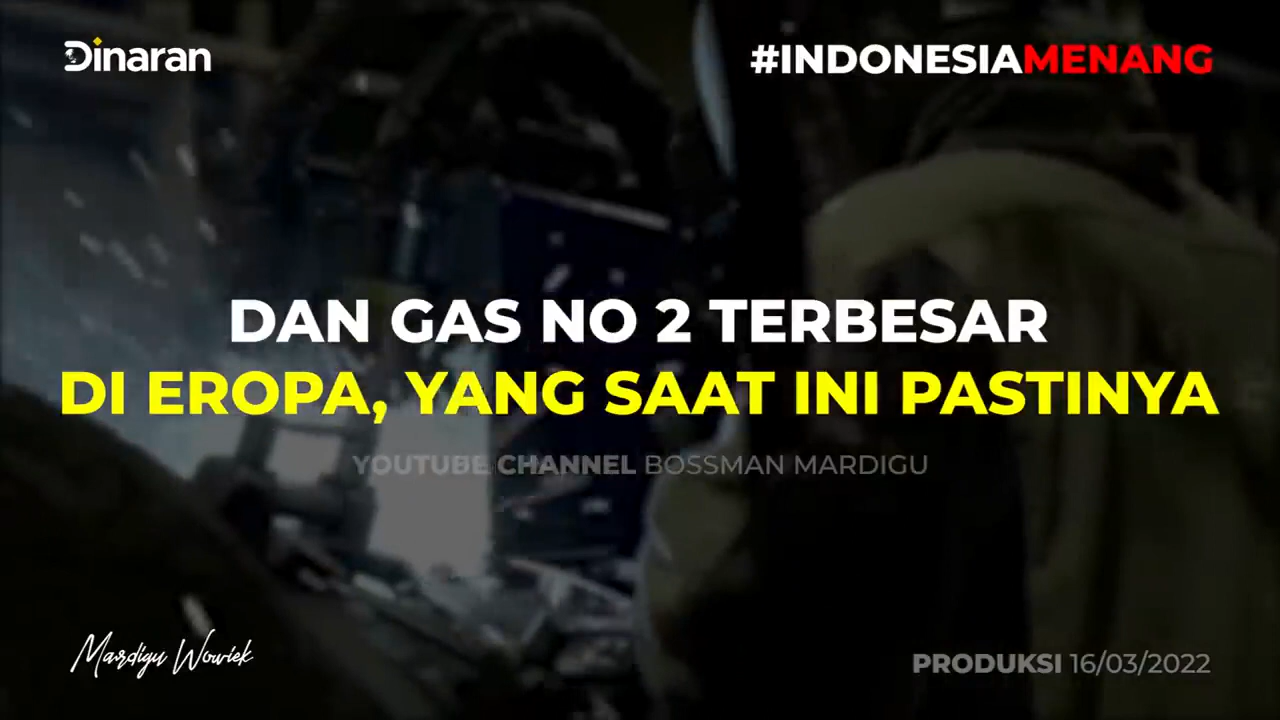 Dinaran
#INDONESIAMENANG
DAN GAS NO 2 TERBESAR
DI EROPA, YANG SAAT INI PASTINYA
YOUTUBE CHANNEL BOSSMAN MARDIGU
Mardigu Wowiek
PRODUKSI 16/03/2022